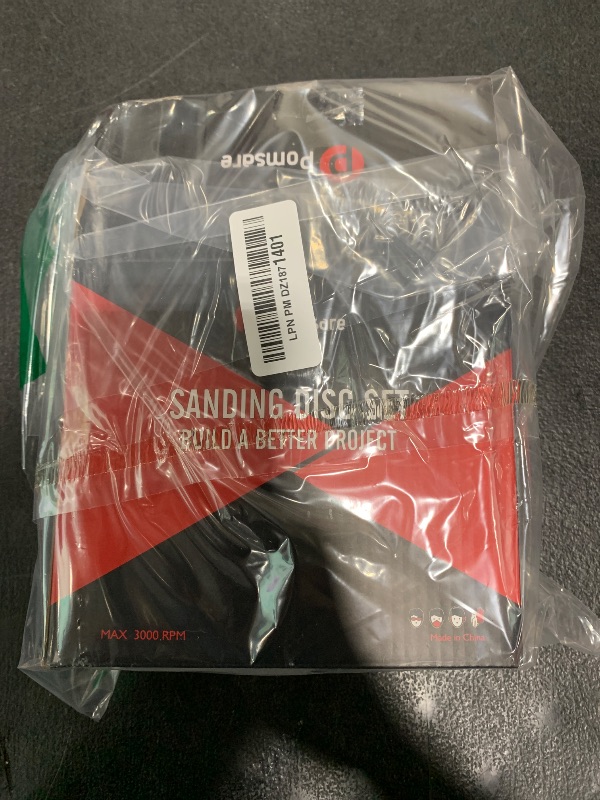 Pomsare
LPN PM DZ1871401
SANDING DISC SET
BUILD A BETTER PROJECT
MAX 3000 RPM
Made in China